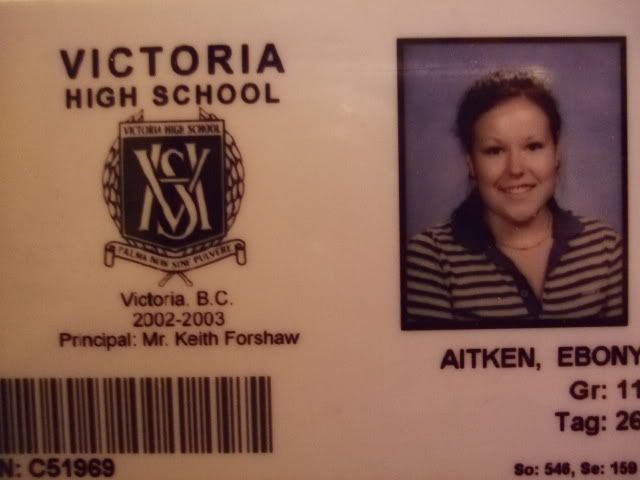 VICTORIA
HIGH SCHOOL
VICTORIA HIGH SCHOOL
VHS
PALMA NON SINE PULVERE
Victoria, B.C.
2002-2003
Principal: Mr. Keith Forshaw
AITKEN, EBONY
Gr: 11
Tag: 26
N: C51969
So: 546, Se: 159